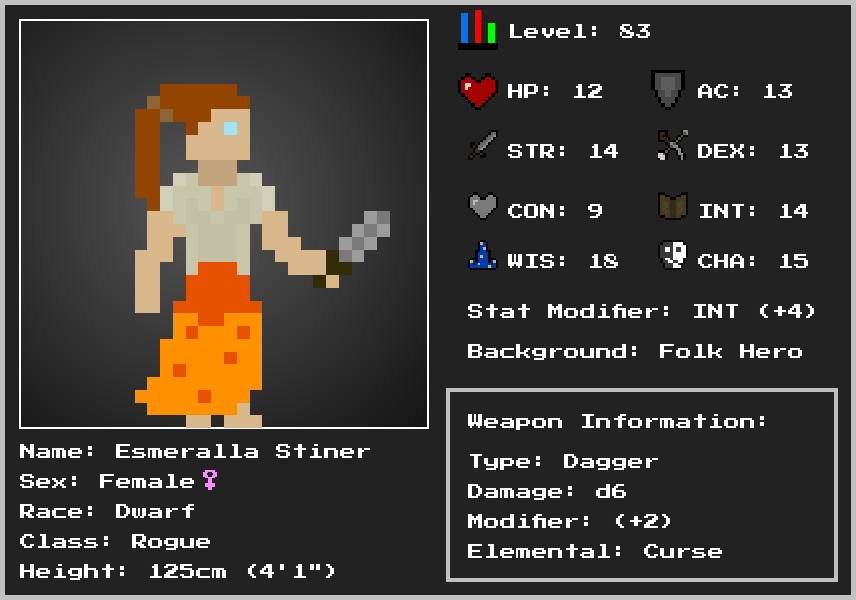 Level: 83
HP: 12 AC: 13
STR: 14 DEX: 13
CON: 9 INT: 14
WIS: 18 CHA: 15
Stat Modifier: INT (+4)
Background: Folk Hero
Weapon Information:
Type: Dagger
Damage: d6
Modifier: (+2)
Elemental: Curse
Name: Esmeralla Stiner
Sex: Female♀
Race: Dwarf
Class: Rogue
Height: 125cm (4'1")